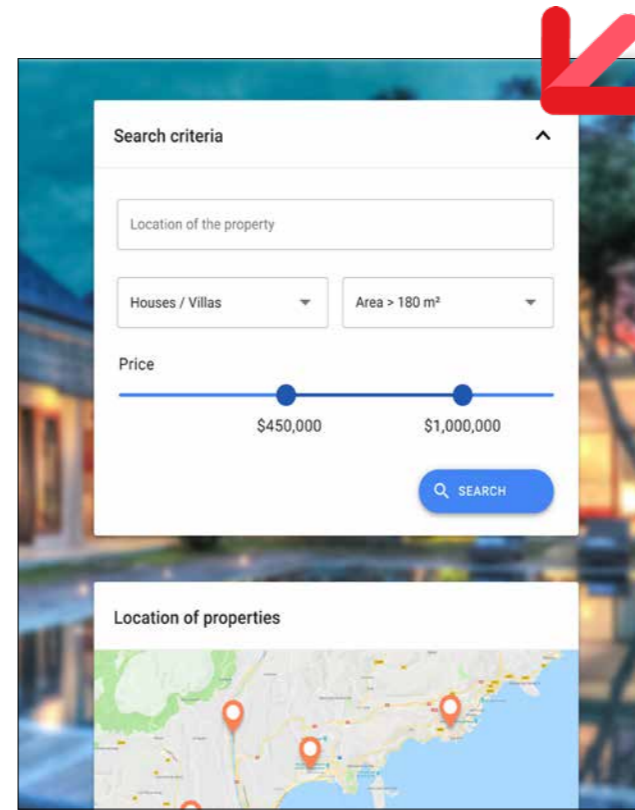 Search criteria
Location of the property
Houses / Villas
Area > 180 m²
Price
$450,000
$1,000,000
SEARCH
Location of properties